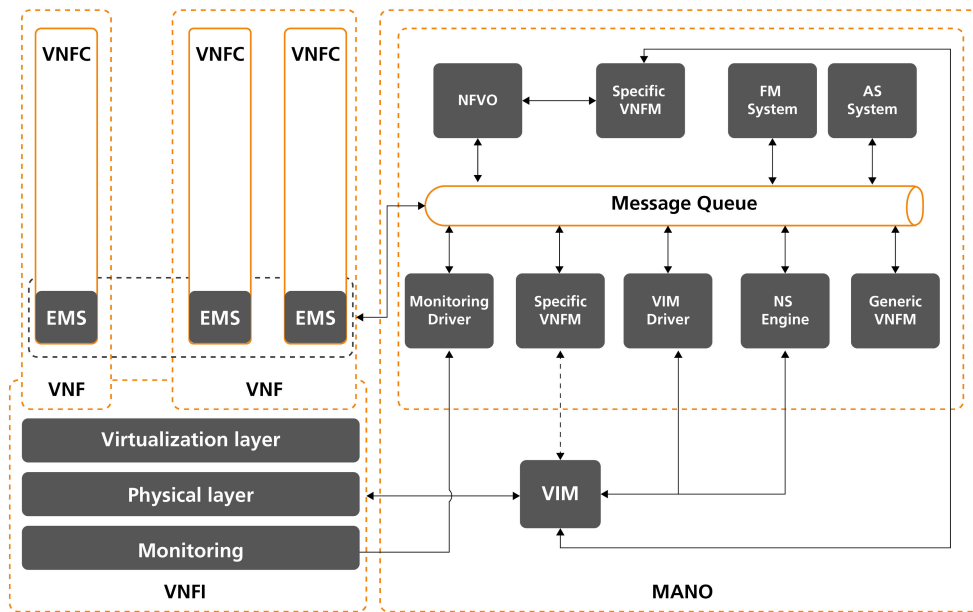 VNFC
VNFC
VNFC
EMS
EMS
EMS
VNF
VNF
Virtualization layer
Physical layer
Monitoring
VNFI
NFVO
Specific
VNFM
FM
System
AS
System
Message Queue
Monitoring
Driver
Specific
VNFM
VIM
Driver
NS
Engine
Generic
VNFM
VIM
MANO